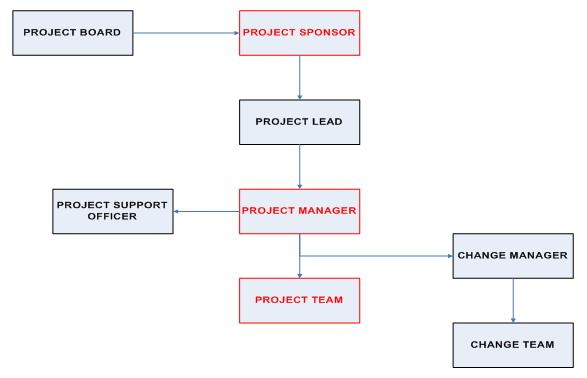 PROJECT BOARD
PROJECT SPONSOR
PROJECT LEAD
PROJECT SUPPORT
OFFICER
PROJECT MANAGER
CHANGE MANAGER
PROJECT TEAM
CHANGE TEAM